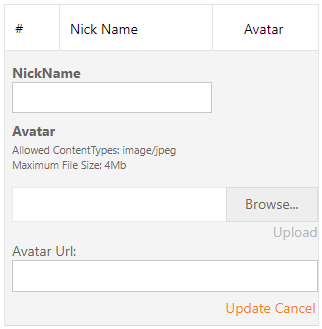 # Nick Name Avatar
NickName
Avatar
Allowed ContentTypes: image/jpeg
Maximum File Size: 4Mb
Browse...
Upload
Avatar Url:
Update Cancel